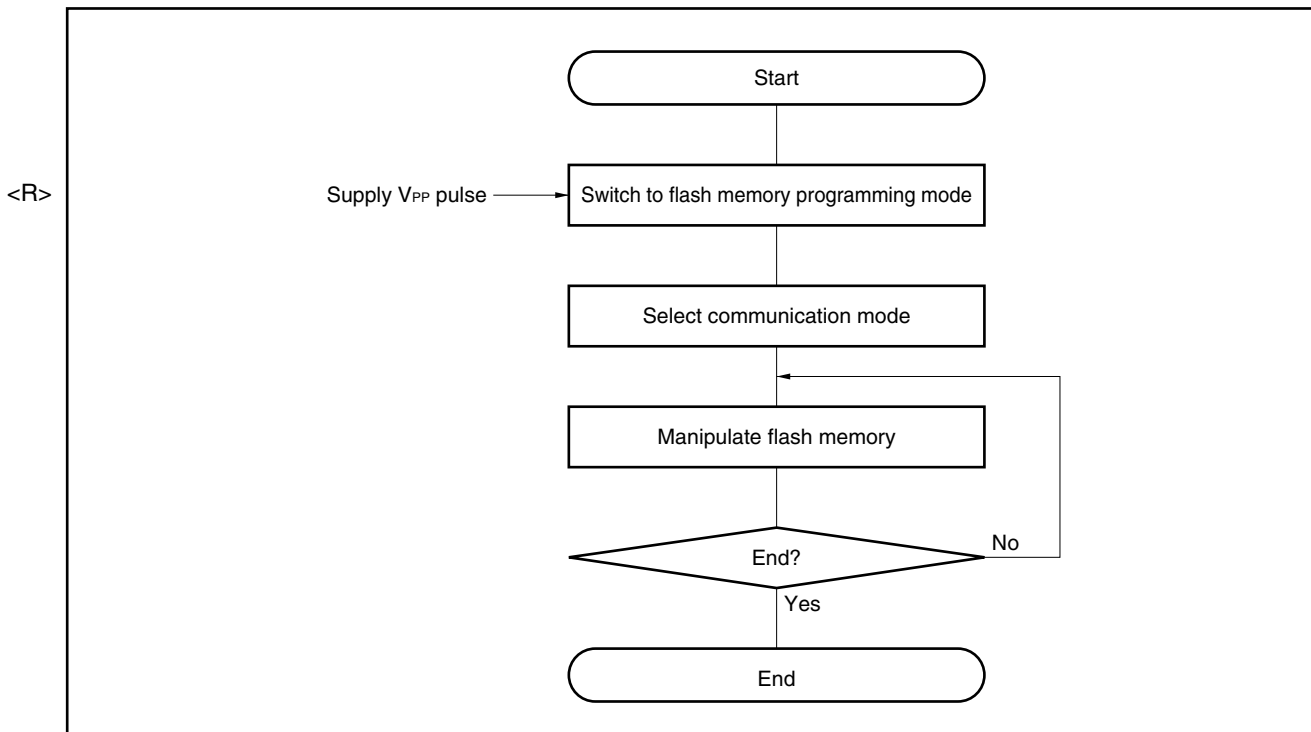 Start
<R>
Supply VPP pulse
Switch to flash memory programming mode
Select communication mode
Manipulate flash memory
End?
No
Yes
End